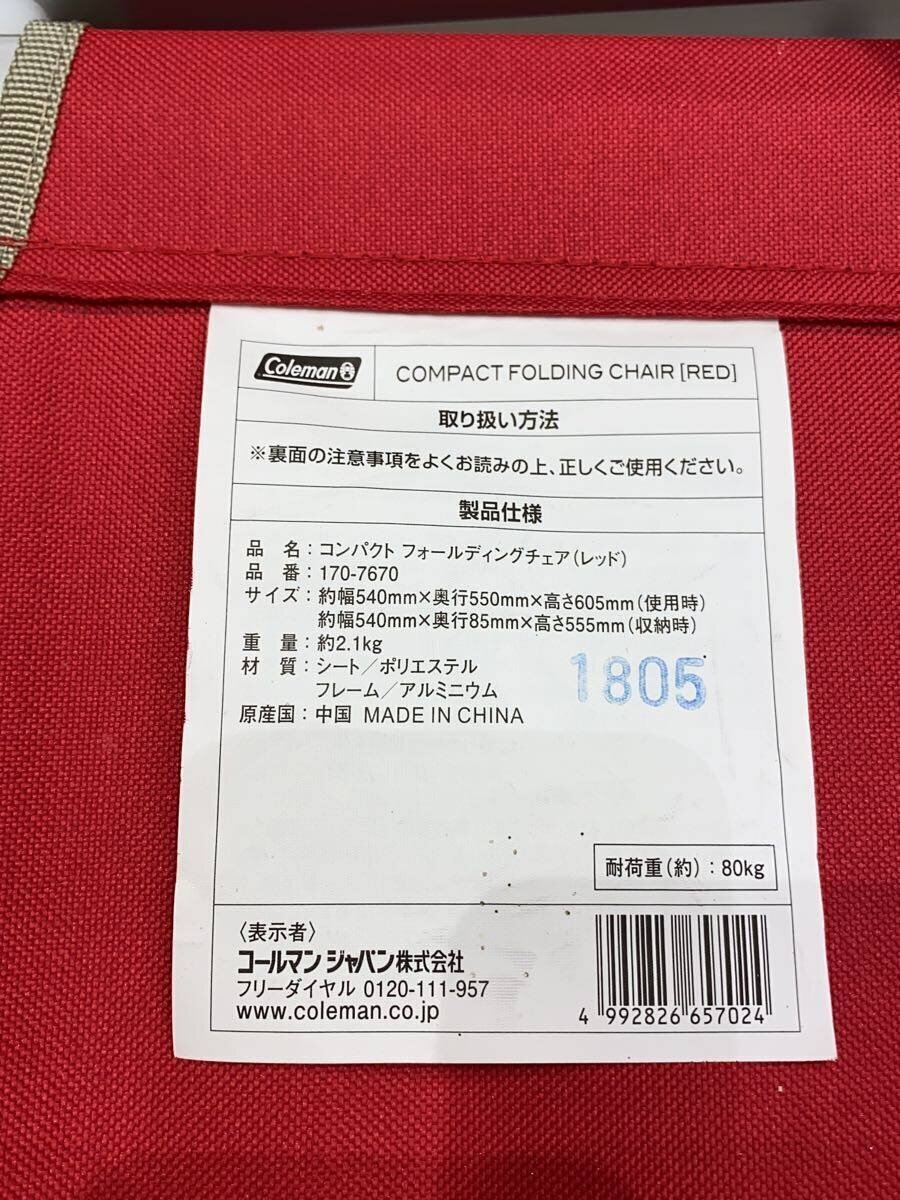 Coleman
COMPACT FOLDING CHAIR [RED]
取り扱い方法
※裏面の注意事項をよくお読みの上、正しくご使用ください。
製品仕様
品 名：コンパクト フォールディングチェア（レッド）
品 番：170-7670
サイズ：約幅540mm×奥行550mm×高さ605mm（使用時）
約幅540mm×奥行85mm×高さ555mm（収納時）
重 量：約2.1kg
材 質：シート／ポリエステル
フレーム／アルミニウム
1805
原産国：中国 MADE IN CHINA
耐荷重（約）：80kg
〈表示者〉
コールマン ジャパン株式会社
フリーダイヤル 0120-111-957
www.coleman.co.jp
4 992826 657024